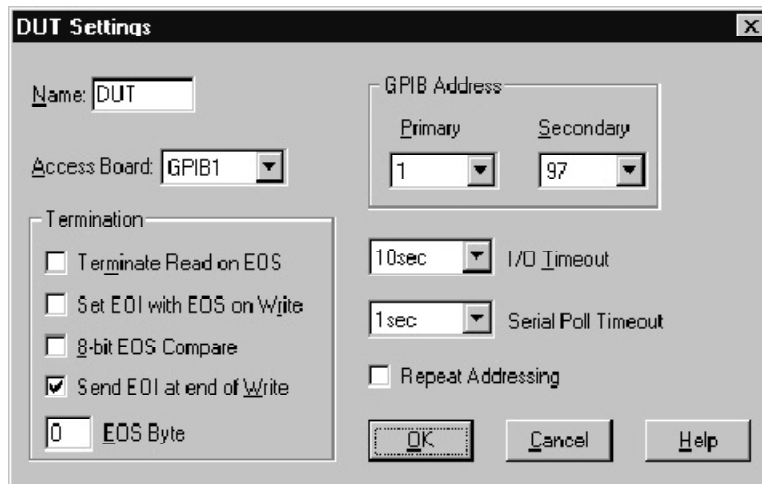 DUT Settings
Name: DUT
Access Board: GPIB1
Termination
Terminate Read on EOS
Set EOI with EOS on Write
8-bit EOS Compare
Send EOI at end of Write
0 EOS Byte
GPIB Address
Primary Secondary
1 97
10sec I/O Timeout
1sec Serial Poll Timeout
Repeat Addressing
OK Cancel Help